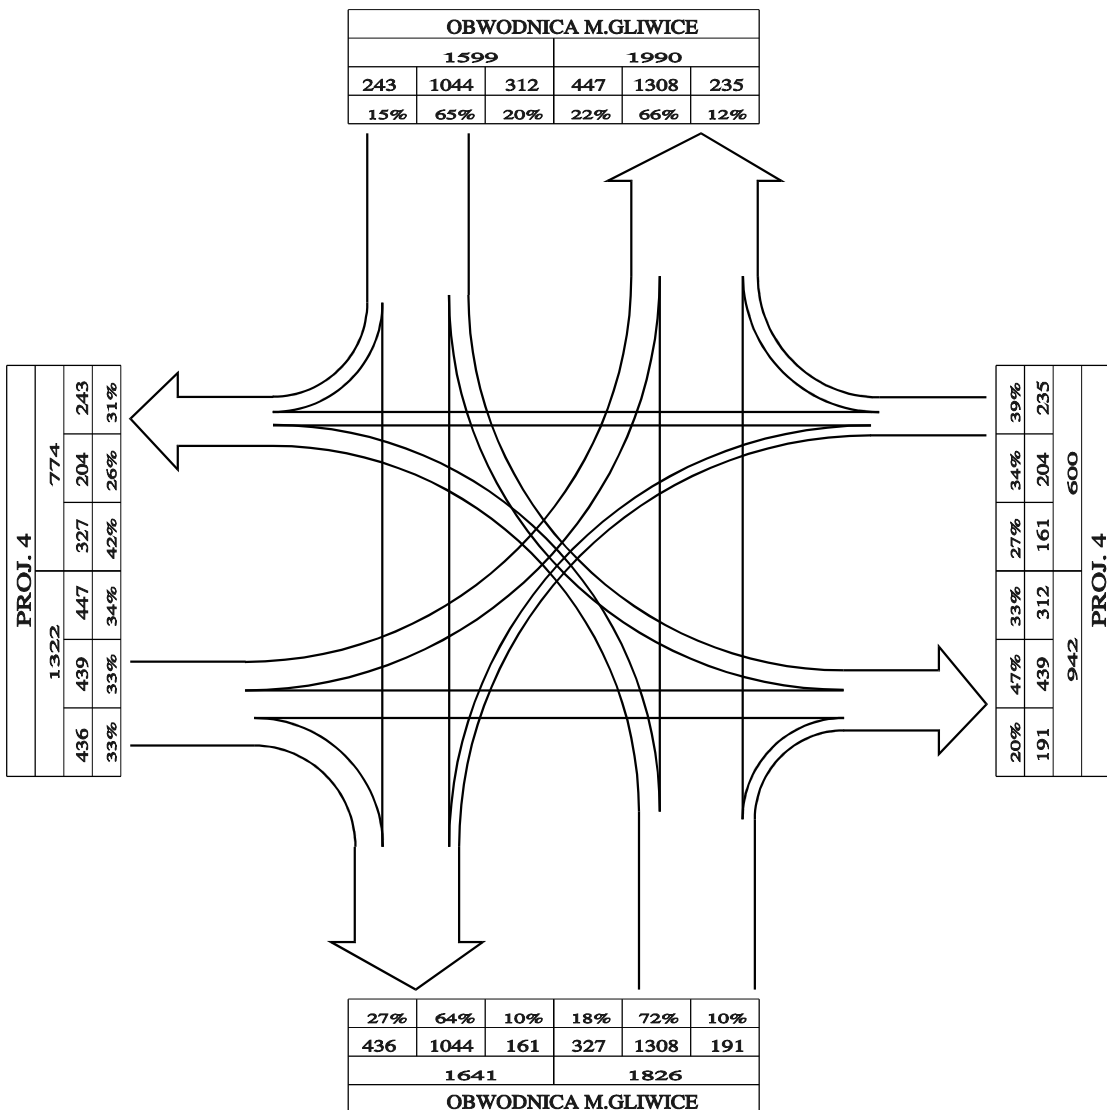 OBWODNICA M.GLIWICE
1599 1990
243 1044 312 447 1308 235
15% 65% 20% 22% 66% 12%
PROJ. 4
774 1322
243 204 327 447 439 436
31% 26% 42% 34% 33% 33%
39% 34% 27% 33% 47% 20%
235 204 161 312 439 191
600 942
PROJ. 4
27% 64% 10% 18% 72% 10%
436 1044 161 327 1308 191
1641 1826
OBWODNICA M.GLIWICE